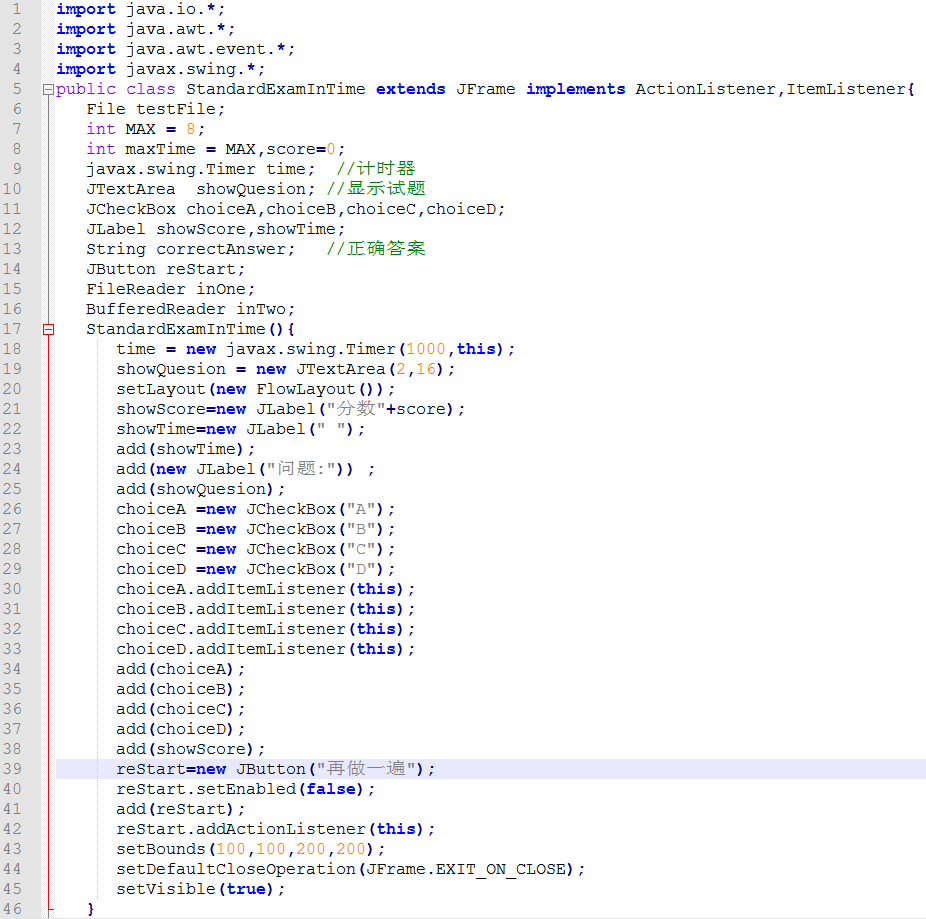 1 import java.io.*;
2 import java.awt.*;
3 import java.awt.event.*;
4 import javax.swing.*;
5 public class StandardExamInTime extends JFrame implements ActionListener,ItemListener{
6 File testFile;
7 int MAX = 8;
8 int maxTime = MAX,score=0;
9 javax.swing.Timer time; //计时器
10 JTextArea showQuesion; //显示试题
11 JCheckBox choiceA,choiceB,choiceC,choiceD;
12 JLabel showScore,showTime;
13 String correctAnswer; //正确答案
14 JButton reStart;
15 FileReader inOne;
16 BufferedReader inTwo;
17 StandardExamInTime(){
18 time = new javax.swing.Timer(1000,this);
19 showQuesion = new JTextArea(2,16);
20 setLayout(new FlowLayout());
21 showScore=new JLabel("分数"+score);
22 showTime=new JLabel(" ");
23 add(showTime);
24 add(new JLabel("问题:")) ;
25 add(showQuesion);
26 choiceA =new JCheckBox("A");
27 choiceB =new JCheckBox("B");
28 choiceC =new JCheckBox("C");
29 choiceD =new JCheckBox("D");
30 choiceA.addItemListener(this);
31 choiceB.addItemListener(this);
32 choiceC.addItemListener(this);
33 choiceD.addItemListener(this);
34 add(choiceA);
35 add(choiceB);
36 add(choiceC);
37 add(choiceD);
38 add(showScore);
39 reStart=new JButton("再做一遍");
40 reStart.setEnabled(false);
41 add(reStart);
42 reStart.addActionListener(this);
43 setBounds(100,100,200,200);
44 setDefaultCloseOperation(JFrame.EXIT_ON_CLOSE);
45 setVisible(true);
46 }